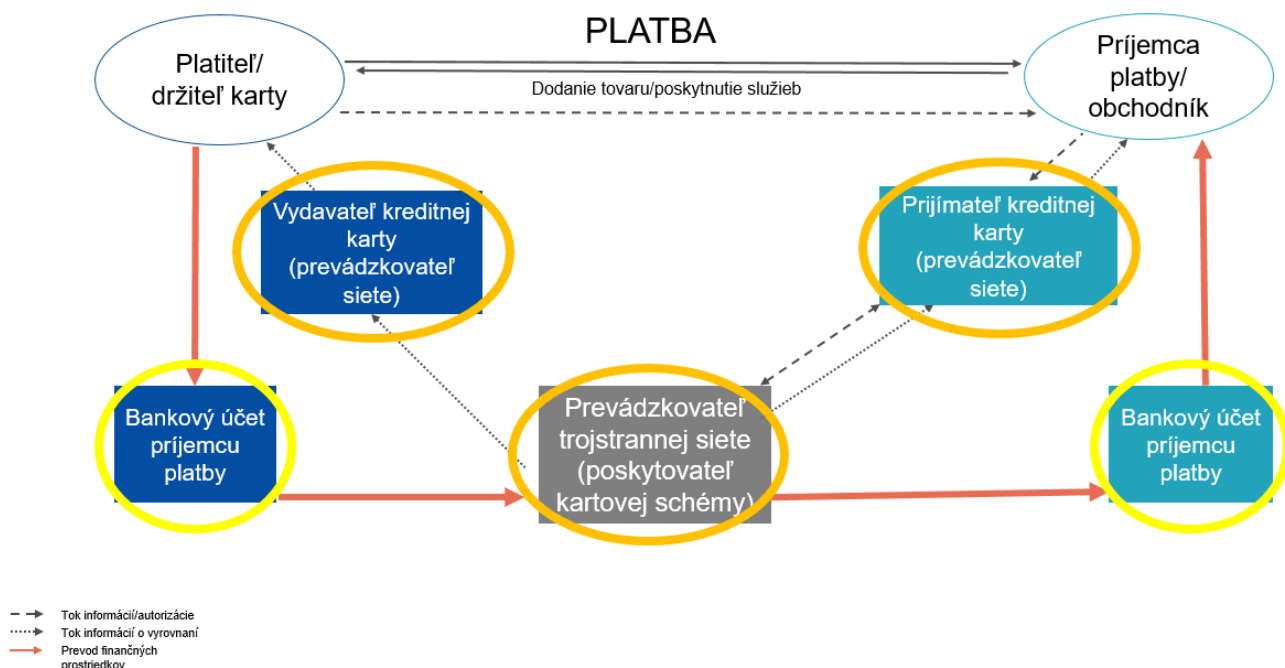 PLATBA
Platiteľ/
držiteľ karty
Príjemca
platby/
obchodník
Dodanie tovaru/poskytnutie služieb
Vydavateľ kreditnej
karty
(prevádzkovateľ
siete)
Prijímateľ kreditnej
karty
(prevádzkovateľ
siete)
Bankový účet
príjemcu
platby
Prevádzkovateľ
trojstrannej siete
(poskytovateľ
kartovej schémy)
Bankový účet
príjemcu
platby
Tok informácií/autorizácie
Tok informácií o vyrovnaní
Prevod finančných
prostriedkov